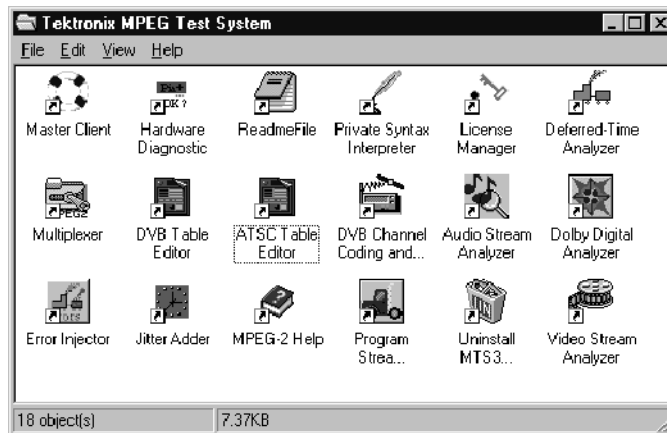 Tektronix MPEG Test System
File Edit View Help
Master Client
Hardware
Diagnostic
ReadmeFile
Private Syntax
Interpreter
License
Manager
Deferred-Time
Analyzer
Multiplexer
DVB Table
Editor
ATSC Table
Editor
DVB Channel
Coding and...
Audio Stream
Analyzer
Dolby Digital
Analyzer
Error Injector
Jitter Adder
MPEG-2 Help
Program
Strea...
Uninstall
MTS3...
Video Stream
Analyzer
18 object(s) 7.37KB